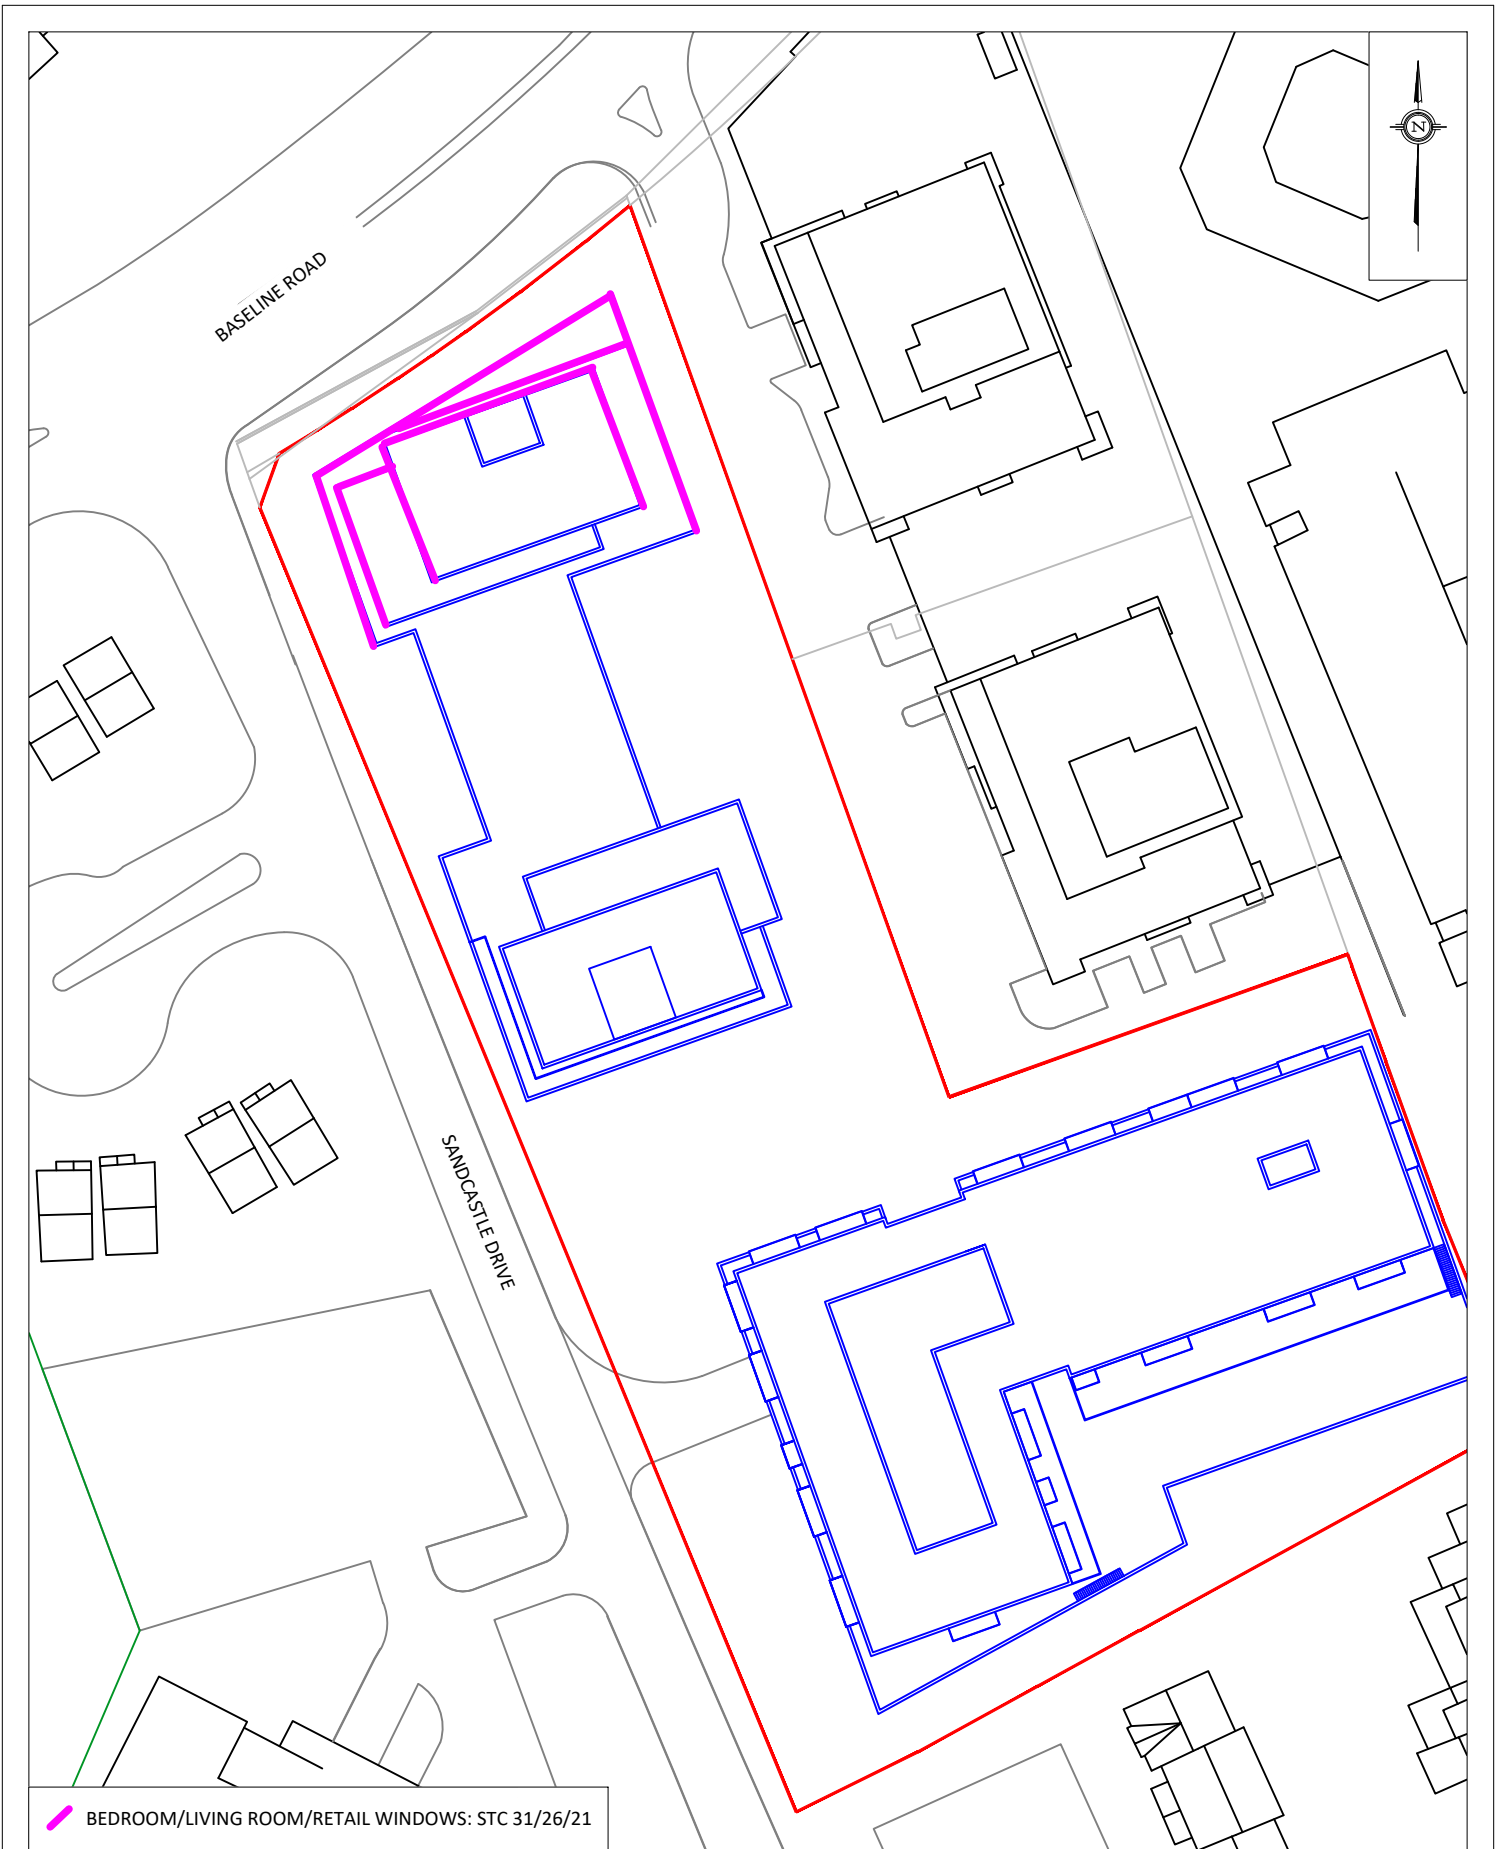 N
BASELINE ROAD
SANDCASTLE DRIVE
BEDROOM/LIVING ROOM/RETAIL WINDOWS: STC 31/26/21